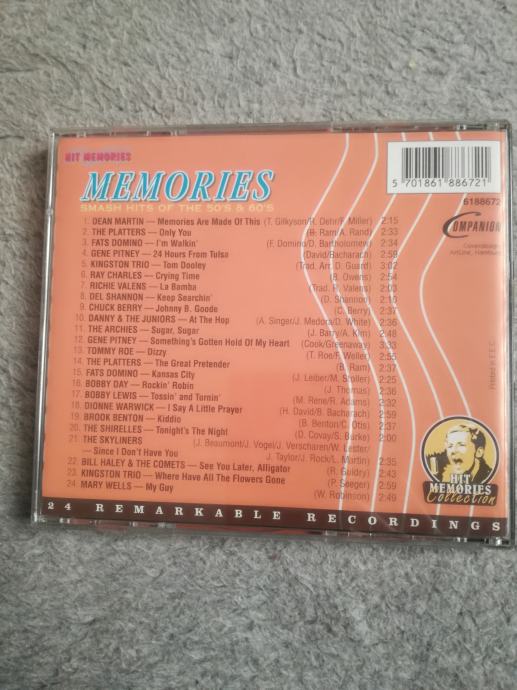 HIT MEMORIES
MEMORIES
SMASH HITS OF THE 50'S & 60'S
1. DEAN MARTIN — Memories Are Made Of This (T. Gilkyson/R. Dehr/F. Miller) 2:15
2. THE PLATTERS — Only You (B. Ram/A. Rand)
3. FATS DOMINO — I'm Walkin' (F. Domino/D. Bartholomew) 2:34
4. GENE PITNEY — 24 Hours From Tulsa David/Bacharach) 2:59
5. KINGSTON TRIO — Tom Dooley (Trad. Arr. D. Guard) 3:02
6. RAY CHARLES — Crying Time (B. Owens) 2:54
7. RICHIE VALENS — La Bamba (Trad. R. Valens)
8. DEL SHANNON — Keep Searchin' (D. Shannon) 2:10
9. CHUCK BERRY — Johnny B. Goode (C. Berry)
10. DANNY & THE JUNIORS — At The Hop (A. Singer/J. Medora/D. White) 2:36
11. THE ARCHIES — Sugar, Sugar (J. Barry/A. Kim) 2:48
12. GENE PITNEY — Something's Gotten Hold Of My Heart (Cook/Greenaway) 3:33
13. TOMMY ROE — Dizzy (T. Roe/F. Weller) 2:55
14. THE PLATTERS — The Great Pretender (B. Ram)
15. FATS DOMINO — Kansas City (J. Leiber/M. Stoller) 2:25
16. BOBBY DAY — Rockin' Robin (J. Thomas) 2:36
17. BOBBY LEWIS — Tossin' and Turnin' (M. Rene/R. Adams) 2:32
18. DIONNE WARWICK — I Say A Little Prayer (H. David/B. Bacharach) 2:59
19. BROOK BENTON — Kiddio (B. Benton/C. Otis) 2:37
20. THE SHIRELLES — Tonight's The Night (D. Covay/S. Burke) 2:00
21. THE SKYLINERS J. Beaumont/J. Vogel/J. Verscharen/W. Lester/
— Since I Don't Have You J. Taylor/J. Rock/L. Martin) 2:35
22. BILL HALEY & THE COMETS — See You Later, Alligator (R. Guidry) 2:43
23. KINGSTON TRIO — Where Have All The Flowers Gone (P. Seeger) 2:59
24. MARY WELLS — My Guy (W. Robinson) 2:49
24 REMARKABLE RECORDINGS
5 701861 886721
6188672
COMPANION
Coverdesign:
ArtLine, Hamburg
Printed in E.E.C.
HIT
MEMORIES
Collection